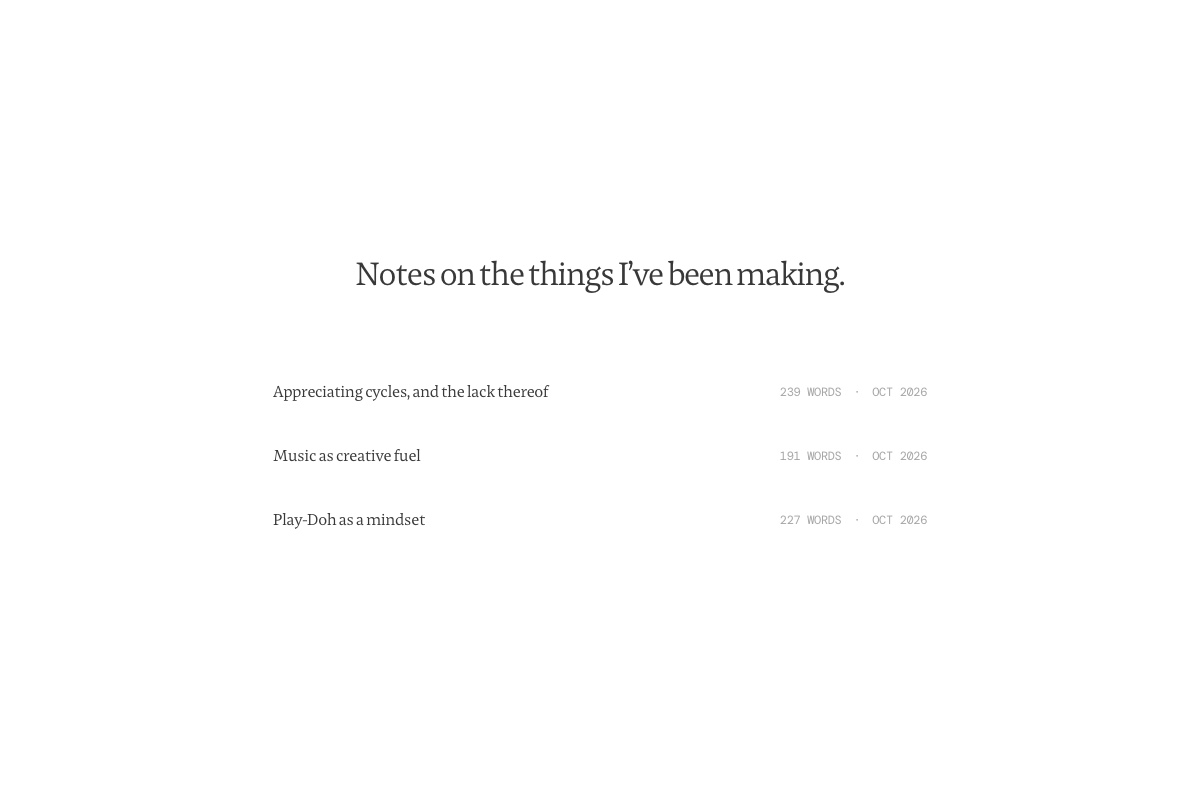 Notes on the things I’ve been making.
Appreciating cycles, and the lack thereof 239 WORDS · OCT 2026
Music as creative fuel 191 WORDS · OCT 2026
Play-Doh as a mindset 227 WORDS · OCT 2026